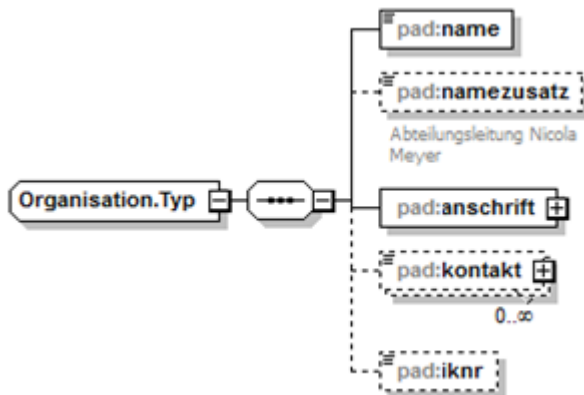 pad:name
pad:namezusatz
Abteilungsleitung Nicola
Meyer
Organisation.Typ
pad:anschrift
pad:kontakt
0..∞
pad:iknr